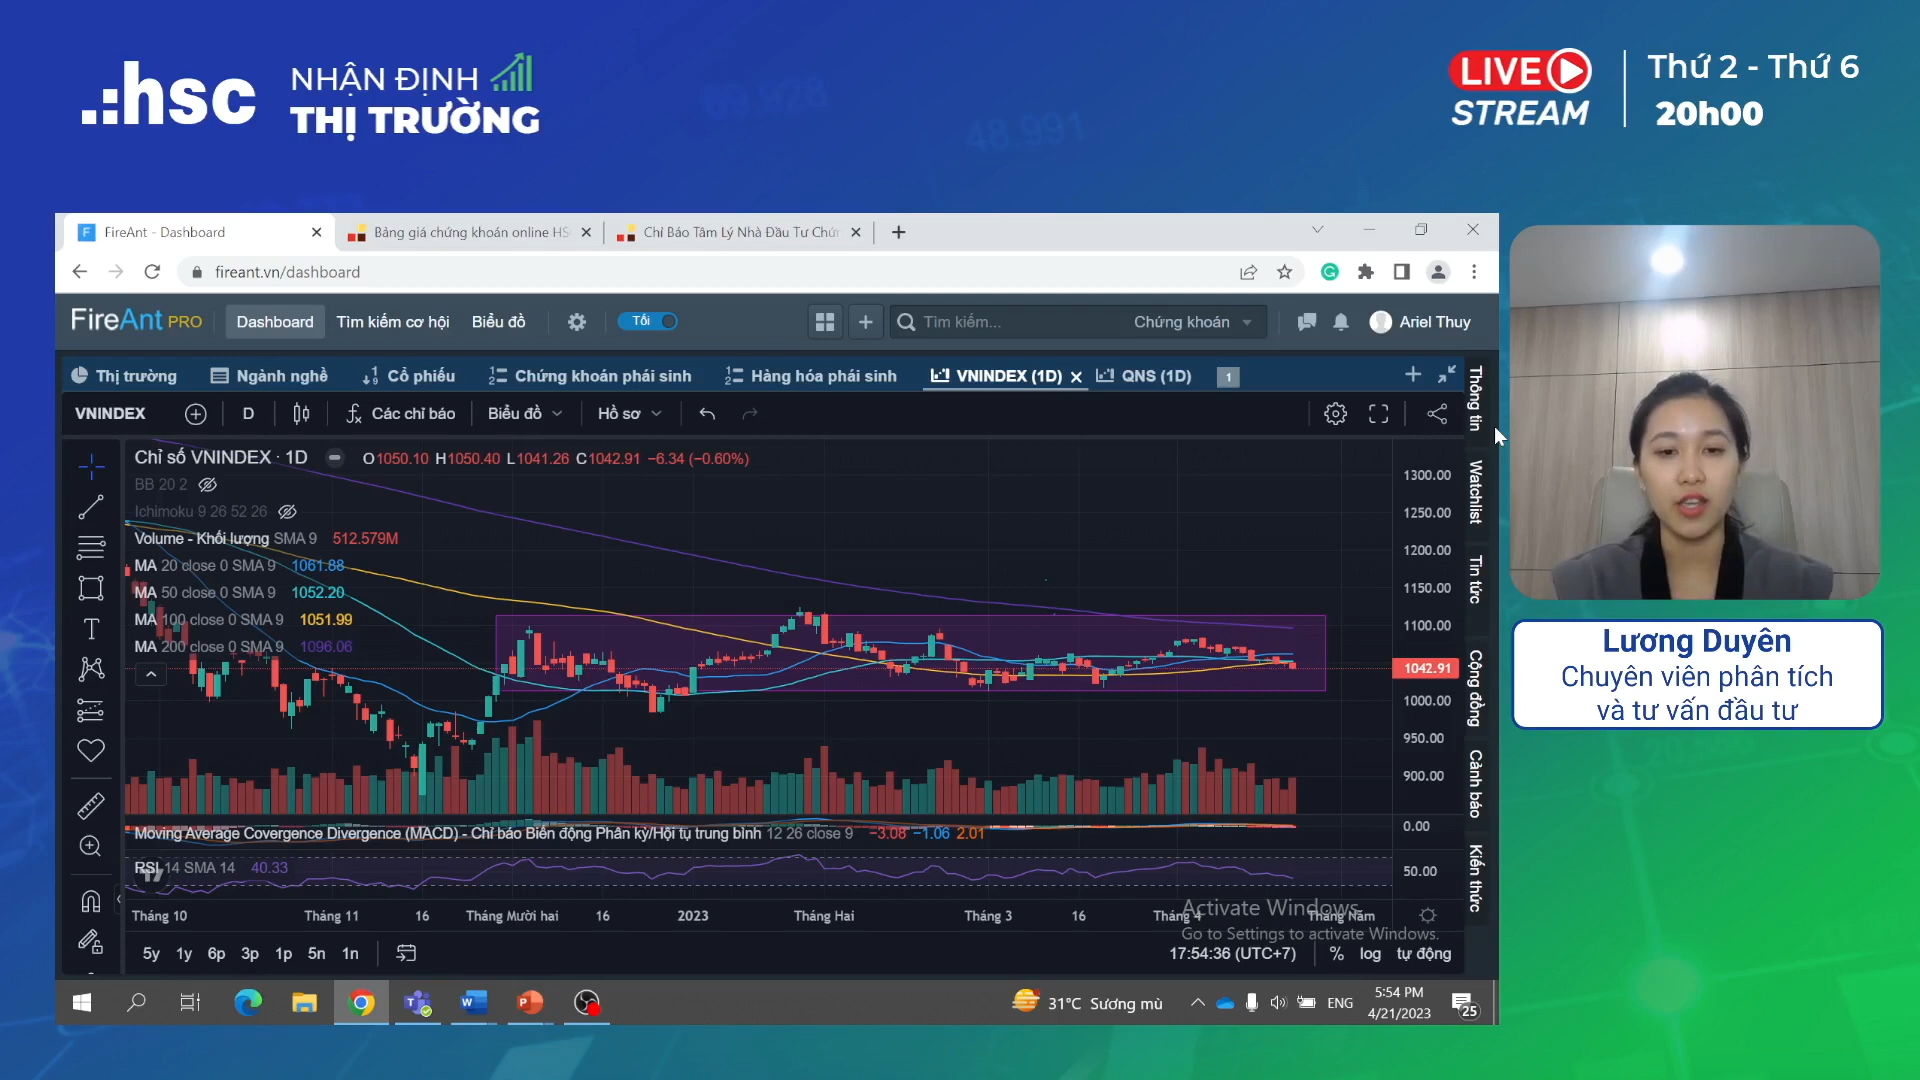 .:hsc
NHẬN ĐỊNH
THỊ TRƯỜNG
LIVE
STREAM
Thứ 2 - Thứ 6
20h00
69.928
48.991
FireAnt - Dashboard
Bảng giá chứng khoán online HS
Chỉ Báo Tâm Lý Nhà Đầu Tư Chứ
fireant.vn/dashboard
FireAnt PRO
Dashboard
Tìm kiếm cơ hội
Biểu đồ
Tối
Tìm kiếm...
Chứng khoán
Ariel Thuy
Thị trường
Ngành nghề
Cổ phiếu
Chứng khoán phái sinh
Hàng hóa phái sinh
VNINDEX (1D)
QNS (1D)
1
VNINDEX
D
Các chỉ báo
Biểu đồ
Hồ sơ
Chỉ số VNINDEX · 1D
O1050.10 H1050.40 L1041.26 C1042.91 −6.34 (−0.60%)
BB 20 2
Ichimoku 9 26 52 26
Volume - Khối lượng SMA 9 512.579M
MA 20 close 0 SMA 9 1061.88
MA 50 close 0 SMA 9 1052.20
MA 100 close 0 SMA 9 1051.99
MA 200 close 0 SMA 9 1096.06
1300.00
1250.00
1200.00
1150.00
1100.00
1042.91
1000.00
950.00
900.00
Moving Average Covergence Divergence (MACD) - Chỉ báo Biến động Phân kỳ/Hội tụ trung bình 12 26 close 9 −3.08 −1.06 2.01
0.00
RSI 14 SMA 14 40.33
50.00
Tháng 10
Tháng 11
16
Tháng Mười hai
16
2023
Tháng Hai
Tháng 3
16
Tháng 4
Tháng Năm
Activate Windows
Go to Settings to activate Windows.
5y 1y 6p 3p 1p 5n 1n
17:54:36 (UTC+7)
% log tự động
Thông tin
Watchlist
Tin tức
Cộng đồng
Cảnh báo
Kiến thức
31°C Sương mù
ENG
5:54 PM
4/21/2023
25
Lương Duyên
Chuyên viên phân tích
và tư vấn đầu tư